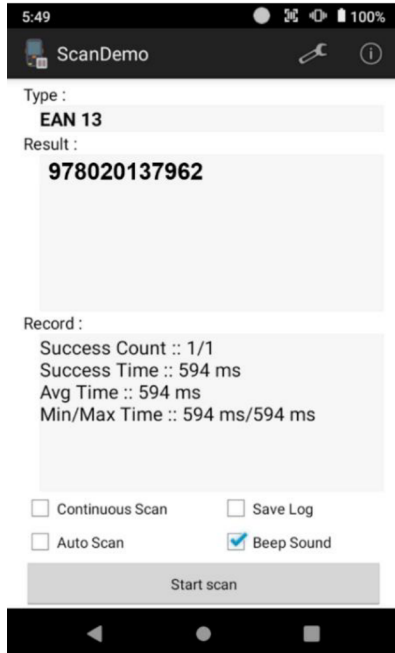 5:49 100%
ScanDemo
Type :
EAN 13
Result :
978020137962
Record :
Success Count :: 1/1
Success Time :: 594 ms
Avg Time :: 594 ms
Min/Max Time :: 594 ms/594 ms
Continuous Scan Save Log
Auto Scan Beep Sound
Start scan